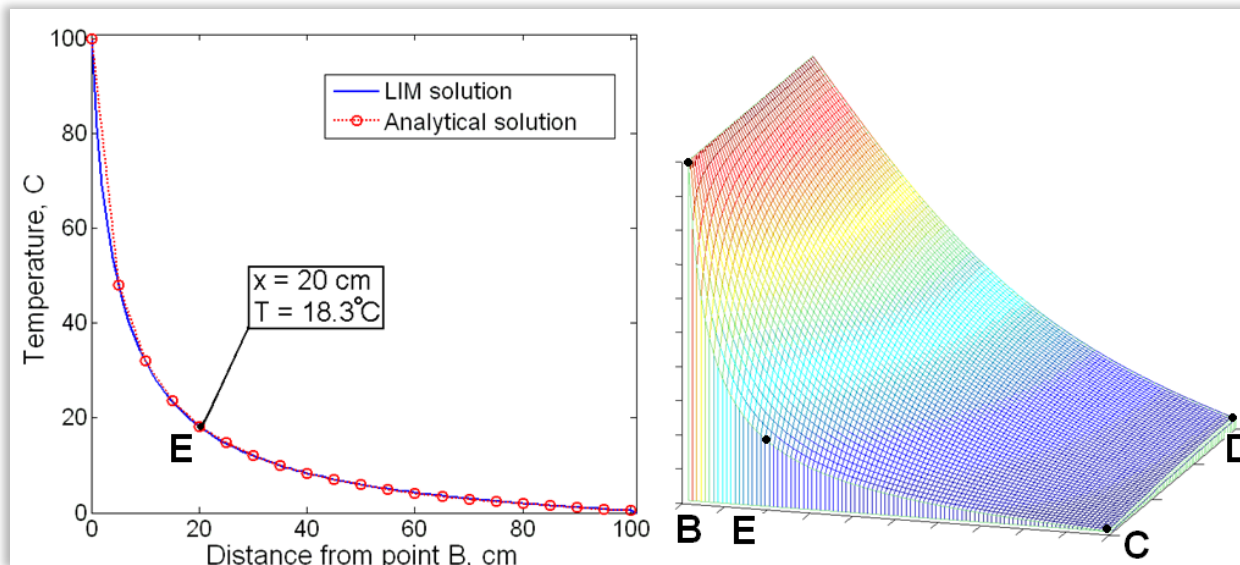 100
80
60
40
20
0
Temperature, C
LIM solution
Analytical solution
x = 20 cm
T = 18.3°C
E
0 20 40 60 80 100
Distance from point B, cm
B E C D